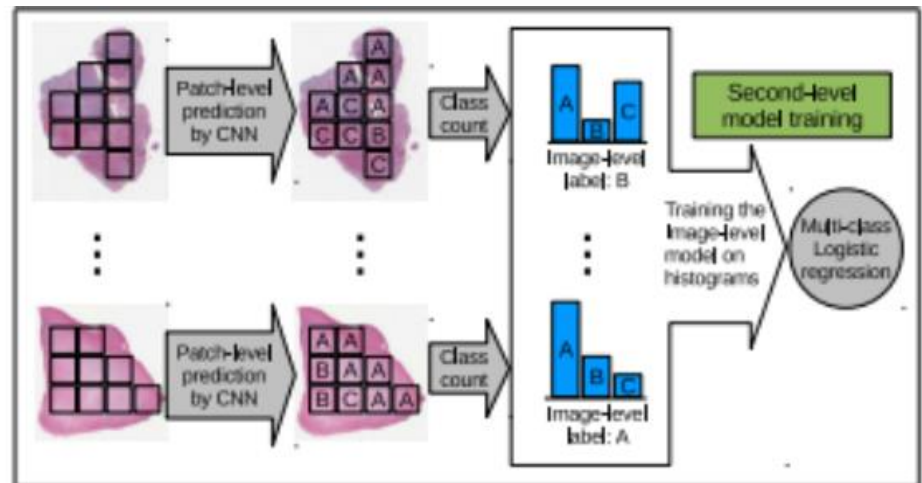 Patch-level
prediction
by CNN
A
A A
A C A
C C B
C
Class
count
A B C
Image-level
label: B
Second-level
model training
Training the
Image-level
model on
histograms
Multi-class
Logistic
regression
Patch-level
prediction
by CNN
A A
B A A
B C A A
Class
count
A B C
Image-level
label: A